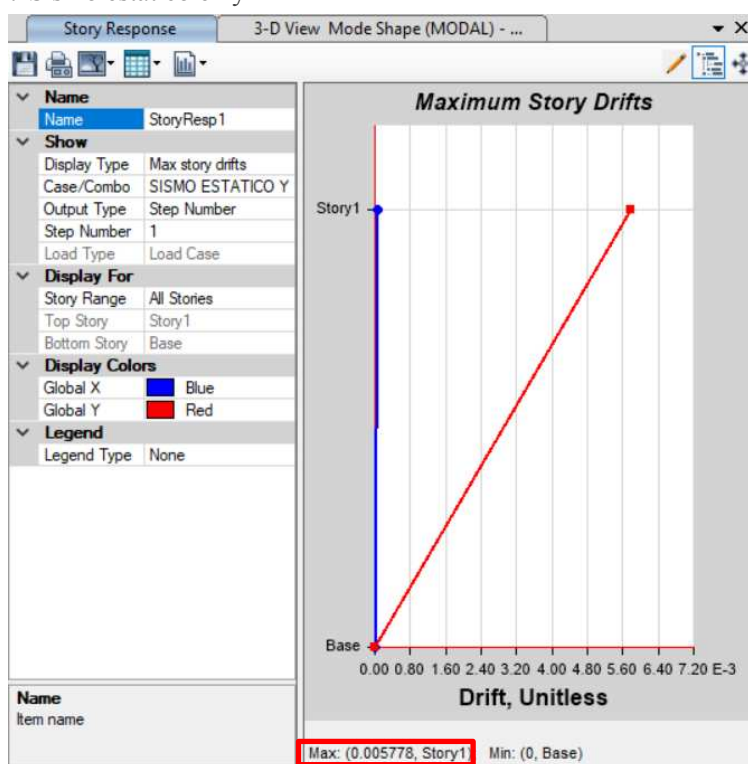 Story Response
3-D View Mode Shape (MODAL) - ...
Name
Name StoryResp1
Show
Display Type Max story drifts
Case/Combo SISMO ESTATICO Y
Output Type Step Number
Step Number 1
Load Type Load Case
Display For
Story Range All Stories
Top Story Story1
Bottom Story Base
Display Colors
Global X Blue
Global Y Red
Legend
Legend Type None
Name
Item name
Maximum Story Drifts
Story1
Base
0.00 0.80 1.60 2.40 3.20 4.00 4.80 5.60 6.40 7.20 E-3
Drift, Unitless
Max: (0.005778, Story1) Min: (0, Base)